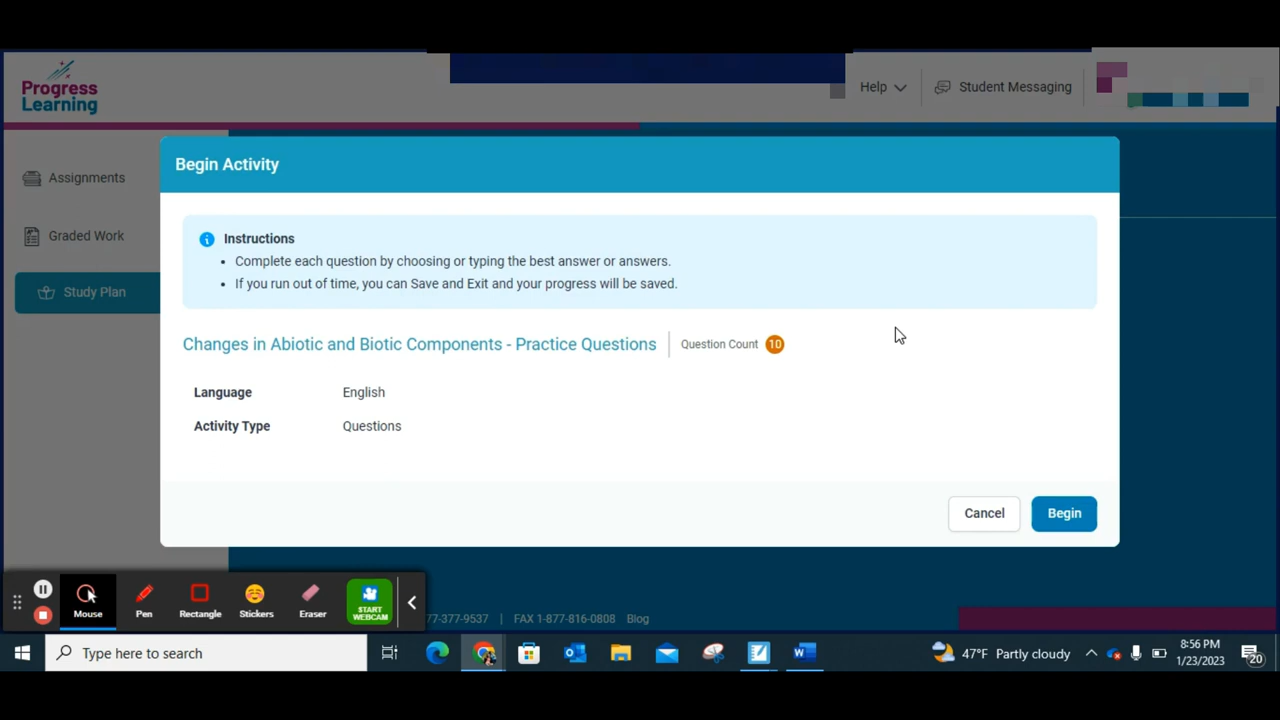 Progress
Learning
Help
Student Messaging
Assignments
Graded Work
Study Plan
Begin Activity
Instructions
• Complete each question by choosing or typing the best answer or answers.
• If you run out of time, you can Save and Exit and your progress will be saved.
Changes in Abiotic and Biotic Components - Practice Questions
Question Count 10
Language English
Activity Type Questions
Cancel
Begin
Mouse
Pen
Rectangle
Stickers
Eraser
START
WEBCAM
77-377-9537 | FAX 1-877-816-0808 Blog
Type here to search
47°F Partly cloudy
8:56 PM
1/23/2023
20